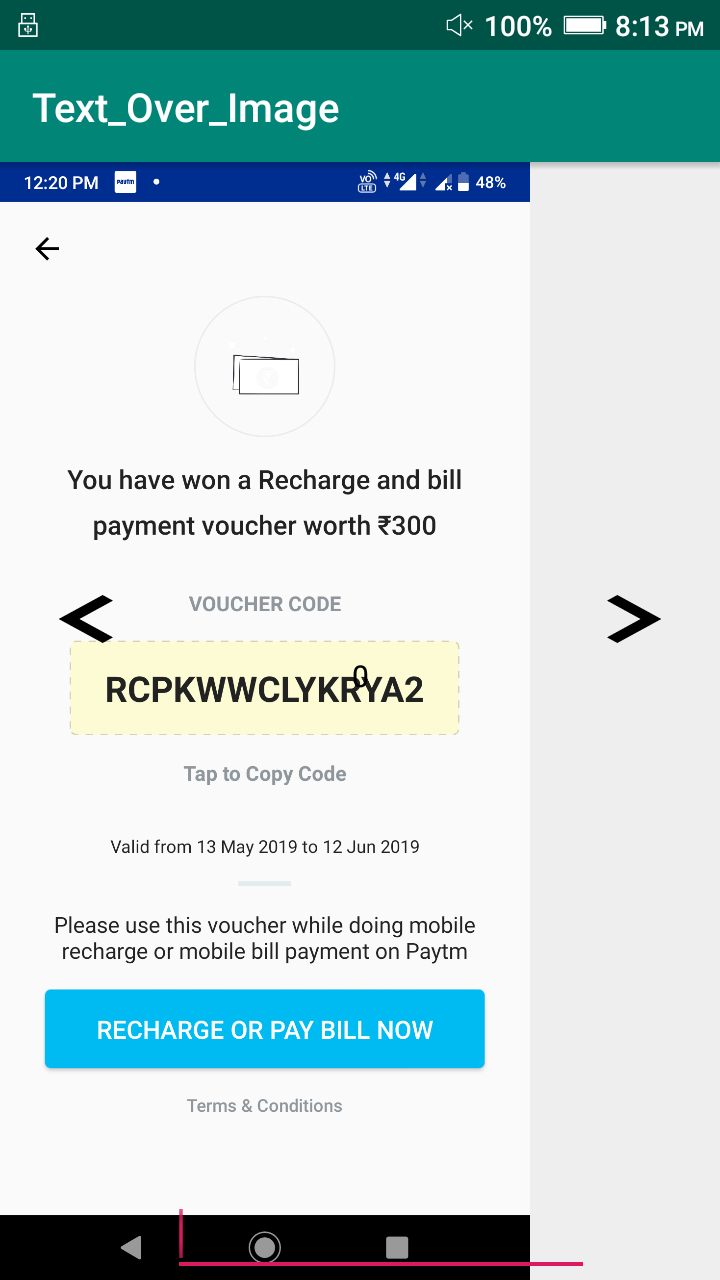 100% 8:13 PM
Text_Over_Image
12:20 PM Paytm VO LTE 4G 48%
You have won a Recharge and bill
payment voucher worth ₹300
VOUCHER CODE
< >
RCPKWWCLYKRYA2
0
Tap to Copy Code
Valid from 13 May 2019 to 12 Jun 2019
Please use this voucher while doing mobile
recharge or mobile bill payment on Paytm
RECHARGE OR PAY BILL NOW
Terms & Conditions